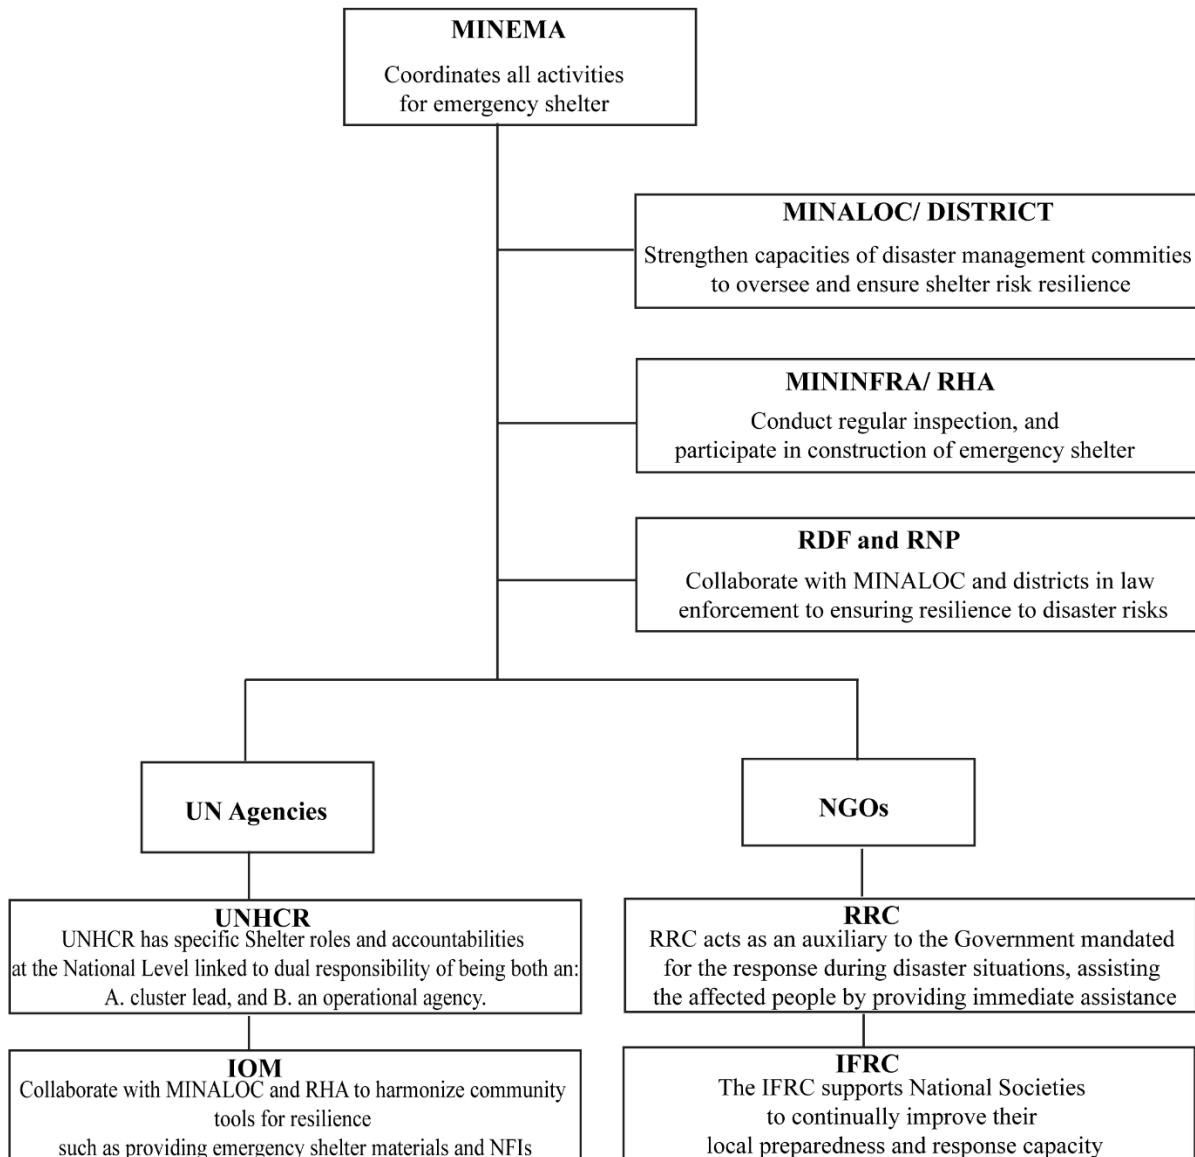 MINEMA
Coordinates all activities
for emergency shelter
MINALOC/ DISTRICT
Strengthen capacities of disaster management commities
to oversee and ensure shelter risk resilience
MININFRA/ RHA
Conduct regular inspection, and
participate in construction of emergency shelter
RDF and RNP
Collaborate with MINALOC and districts in law
enforcement to ensuring resilience to disaster risks
UN Agencies
NGOs
UNHCR
UNHCR has specific Shelter roles and accountabilities
at the National Level linked to dual responsibility of being both an:
A. cluster lead, and B. an operational agency.
RRC
RRC acts as an auxiliary to the Government mandated
for the response during disaster situations, assisting
the affected people by providing immediate assistance
IOM
Collaborate with MINALOC and RHA to harmonize community
tools for resilience
such as providing emergency shelter materials and NFIs
IFRC
The IFRC supports National Societies
to continually improve their
local preparedness and response capacity